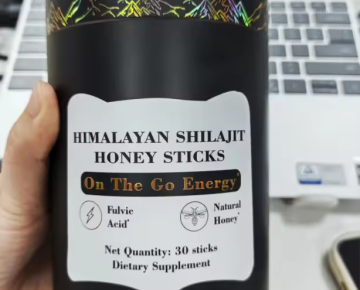 HIMALAYAN SHILAJIT
HONEY STICKS
On The Go Energy*
Fulvic
Acid*
Natural
Honey*
Net Quantity: 30 sticks
Dietary Supplement